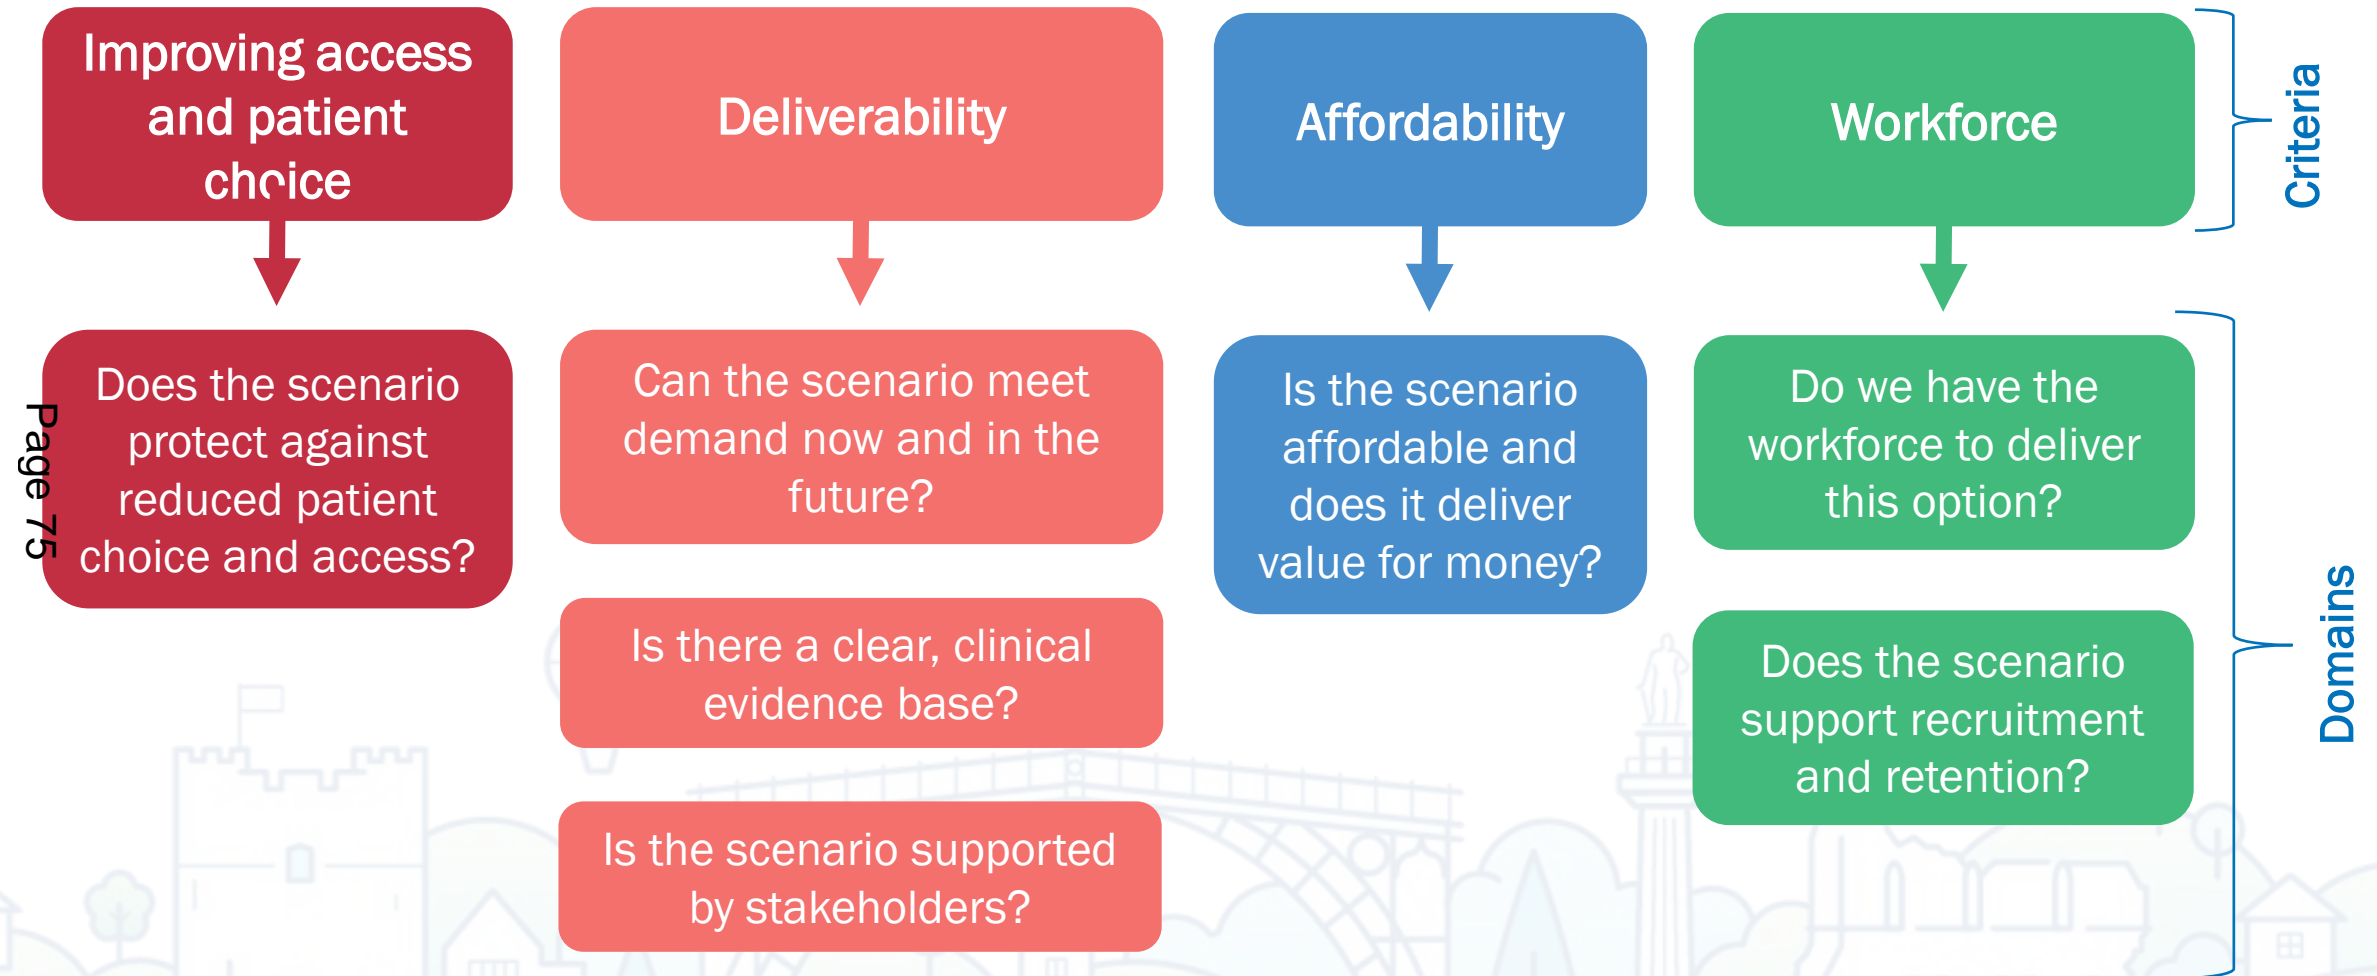 Improving access
and patient
choice
Deliverability
Affordability
Workforce
Criteria
Does the scenario
protect against
reduced patient
choice and access?
Can the scenario meet
demand now and in the
future?
Is there a clear, clinical
evidence base?
Is the scenario supported
by stakeholders?
Is the scenario
affordable and
does it deliver
value for money?
Do we have the
workforce to deliver
this option?
Does the scenario
support recruitment
and retention?
Domains
Page 75